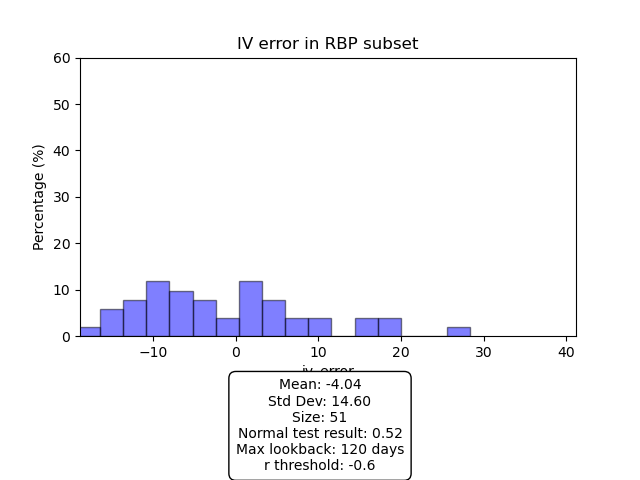 IV error in RBP subset
Percentage (%)
60
50
40
30
20
10
0
−10 0 10 20 30 40
iv_error
Mean: -4.04
Std Dev: 14.60
Size: 51
Normal test result: 0.52
Max lookback: 120 days
r threshold: -0.6